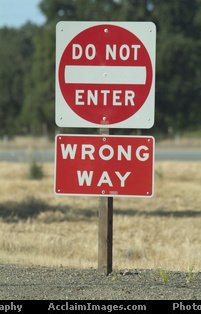 DO NOT
ENTER
WRONG
WAY
aphy AcclaimImages.com Photo